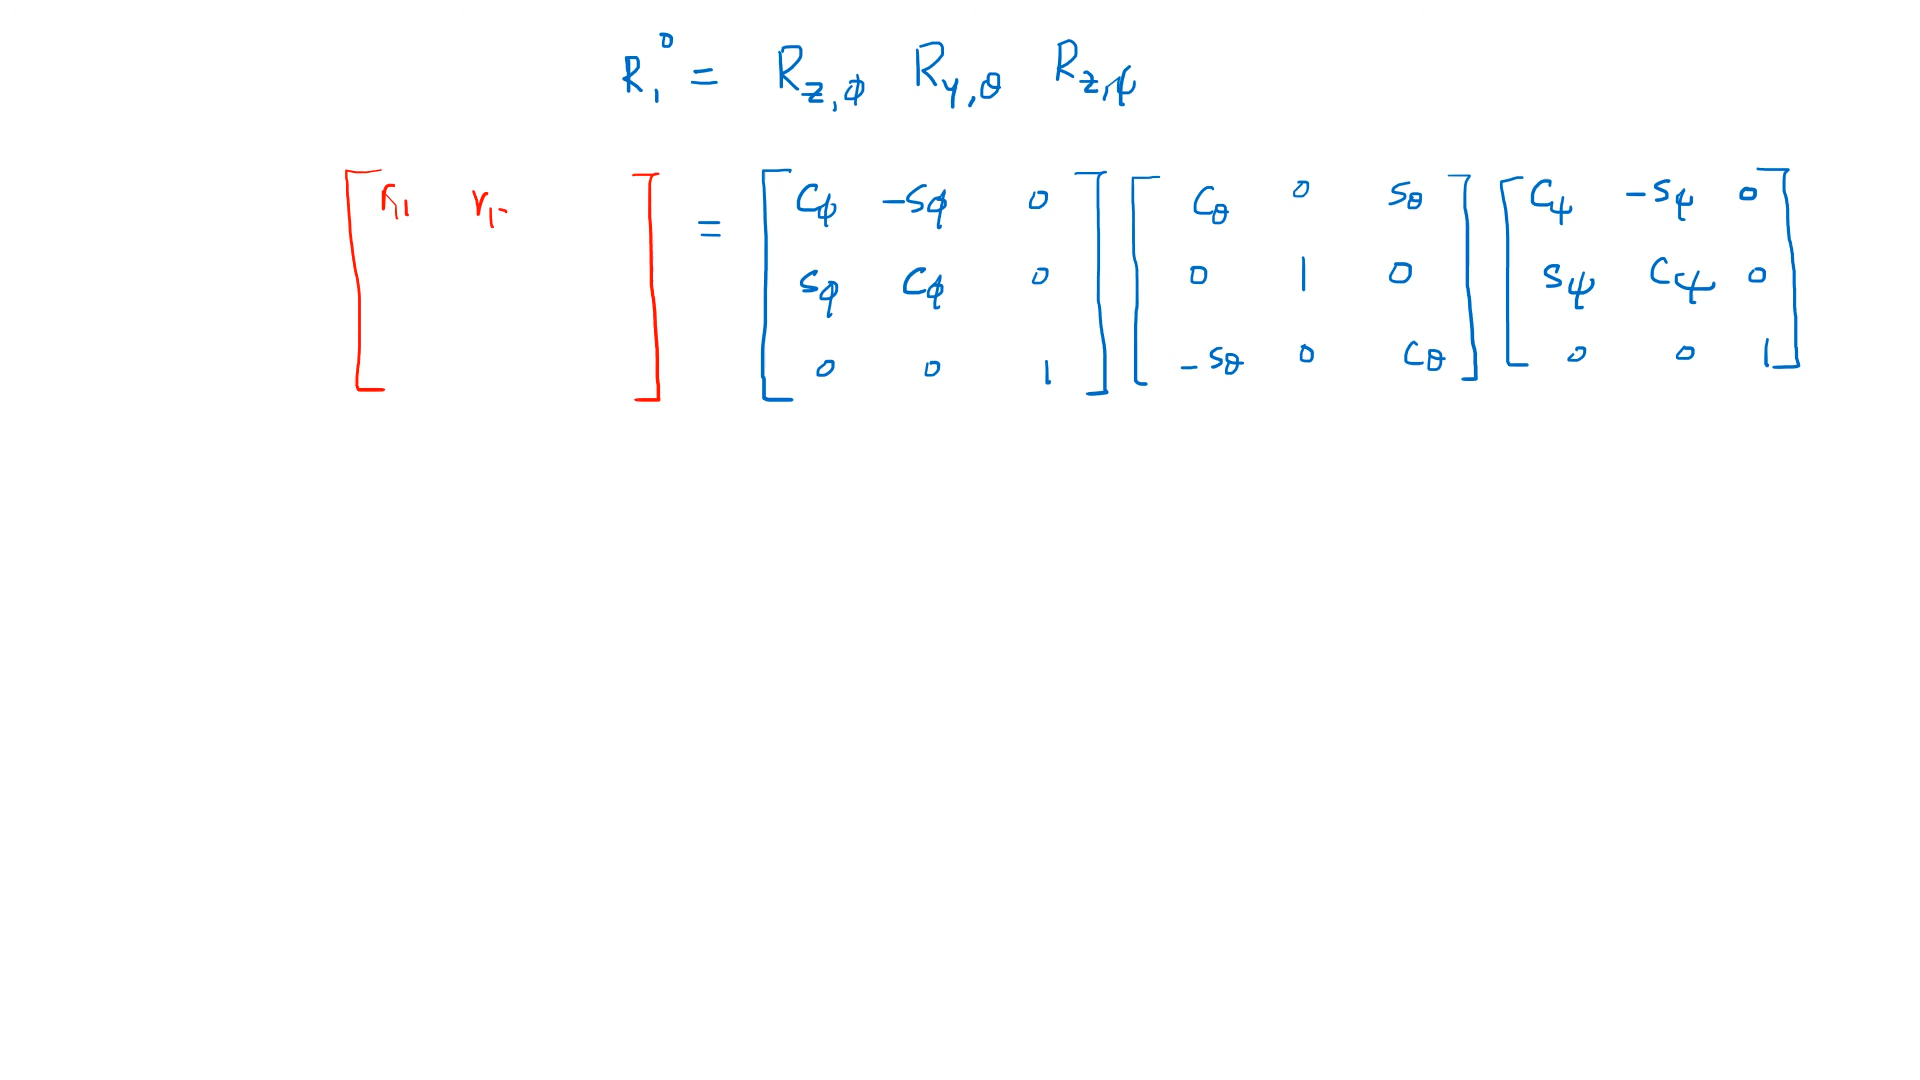 R₁⁰ = R_{z,ϕ} R_{y,θ} R_{z,ψ}
[ r₁₁ r₁ ] = [ Cϕ -Sϕ 0 ] [ Cθ 0 Sθ ] [ Cψ -Sψ 0 ]
Sϕ Cϕ 0 0 1 0 Sψ Cψ 0
0 0 1 -Sθ 0 Cθ 0 0 1